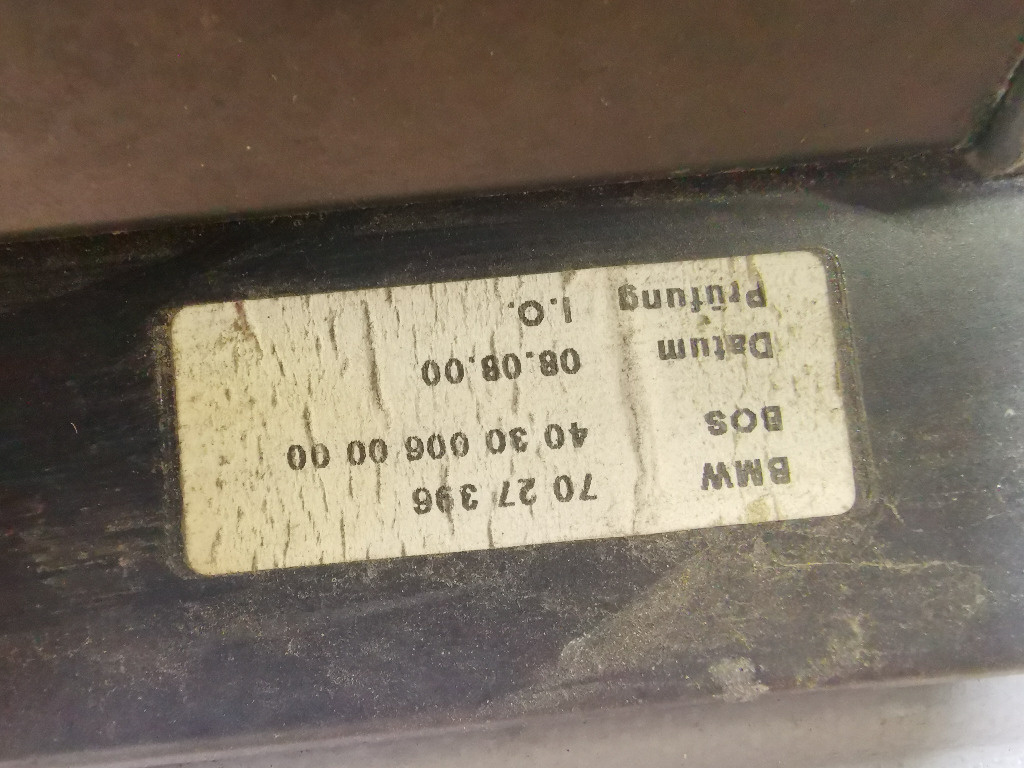 BMW 70 27 396
BOS 40 30 006 00 00
Datum 08.08.00
Prüfung I.O.